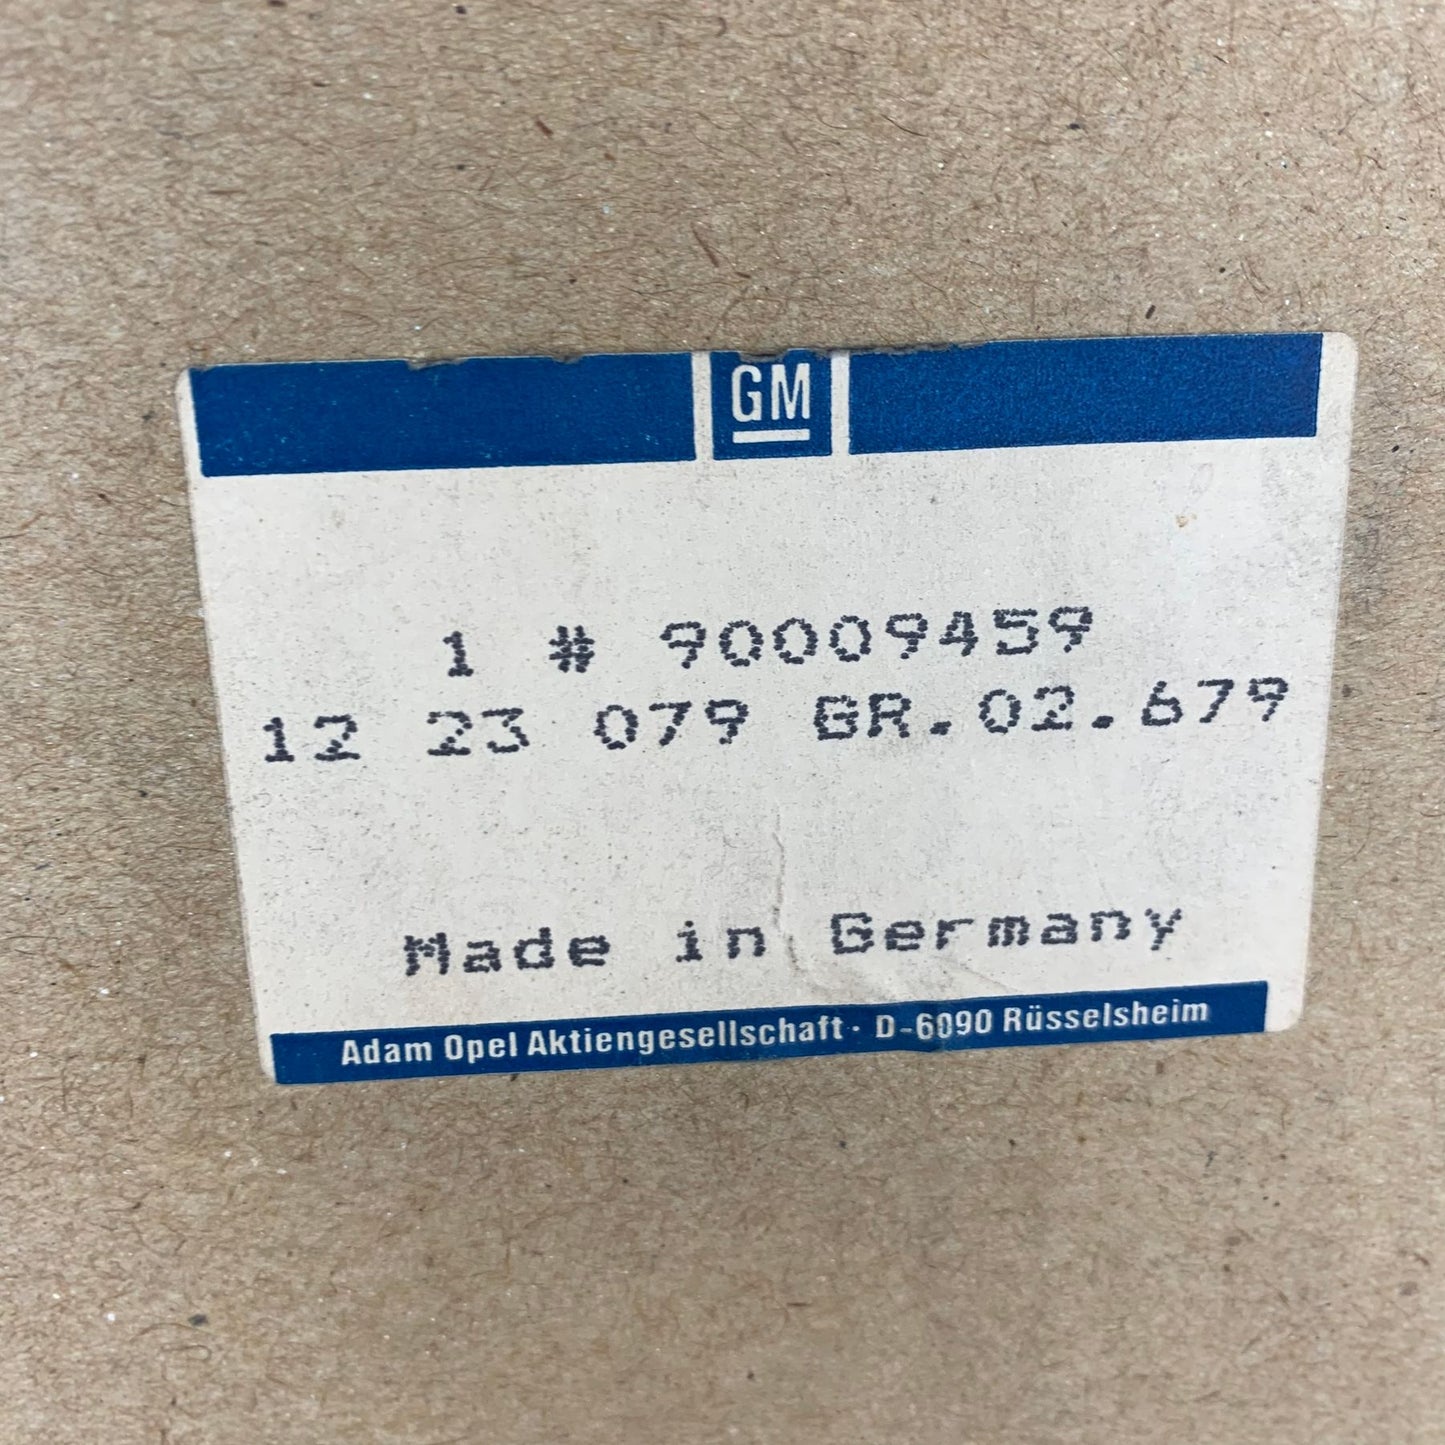 GM
1 # 90009459
12 23 079 GR.02.679
Made in Germany
Adam Opel Aktiengesellschaft · D-6090 Rüsselsheim